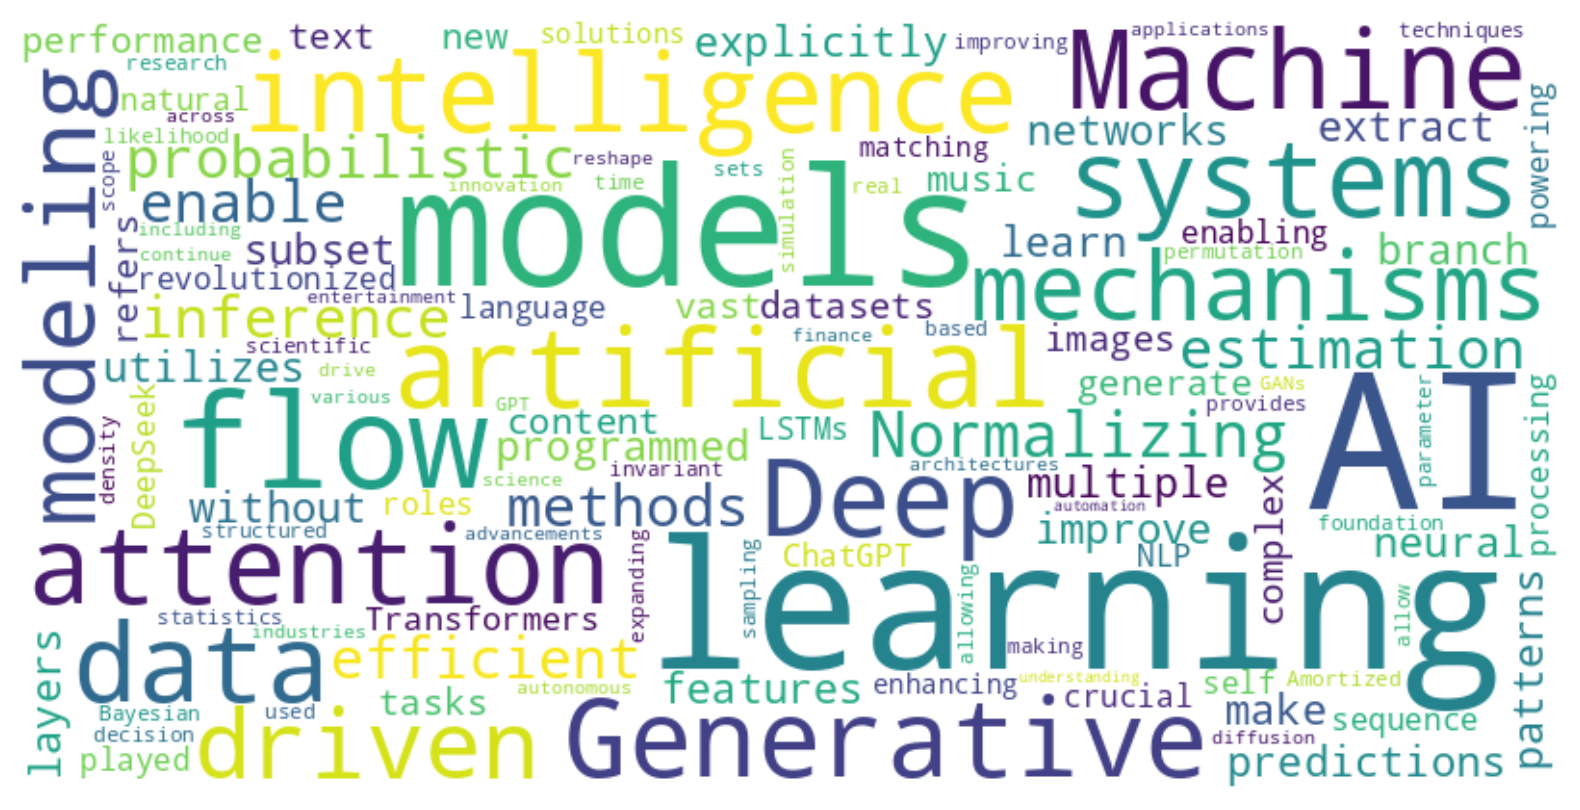 performance
text
new
solutions
explicitly
improving
Machine
applications
techniques
research
intelligence
natural
across
likelihood
modeling
probabilistic
reshape
matching
networks
extract
powering
scope
innovation
time
sets
simulation
real
music
systems
enable
models
including
subset
continue
refers
revolutionized
learn
enabling
permutation
branch
mechanisms
entertainment
language
vast
datasets
inference
scientific
artificial
finance
based
images
estimation
utilizes
drive
various
DeepSeek
density
flow
GPT
content
programmed
LSTMs
Normalizing
generate
GANs
provides
AI
parameter
processing
invariant
science
architectures
Deep
multiple
automation
without
roles
methods
structured
advancements
improve
complex
foundation
neural
attention
expanding
sampling
ChatGPT
NLP
learning
allowing
allow
patterns
statistics
Transformers
industries
making
layers
data
efficient
autonomous
features
enhancing
understanding
crucial
self
Amortized
tasks
Bayesian
used
decision
played
driven
Generative
make
sequence
diffusion
predictions